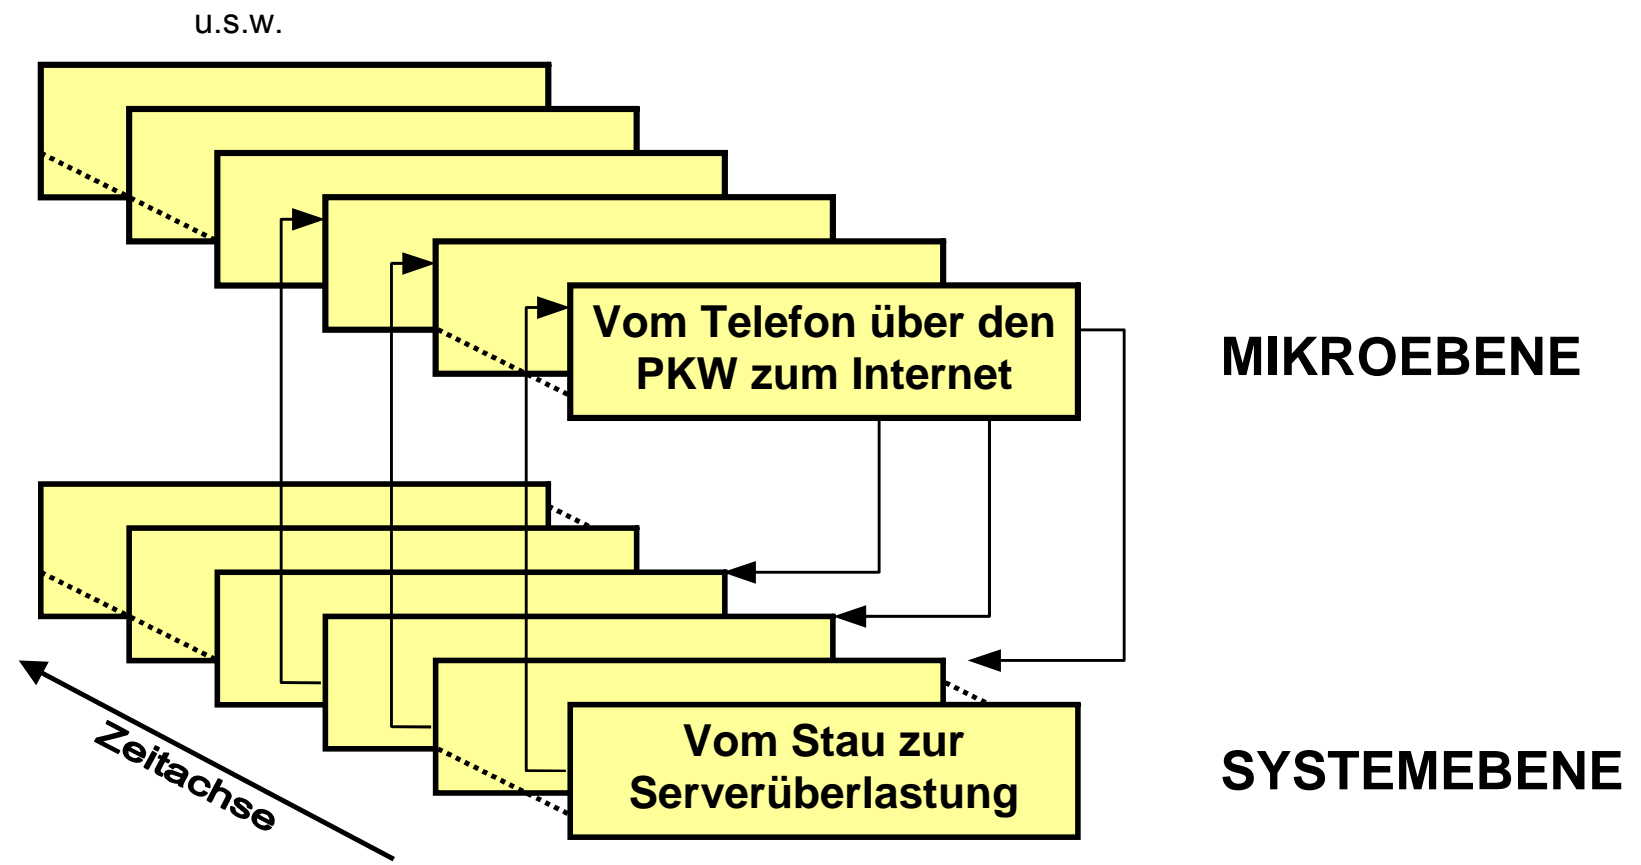 u.s.w.
Vom Telefon über den
PKW zum Internet
MIKROEBENE
Vom Stau zur
Serverüberlastung
SYSTEMEBENE
Zeitachse